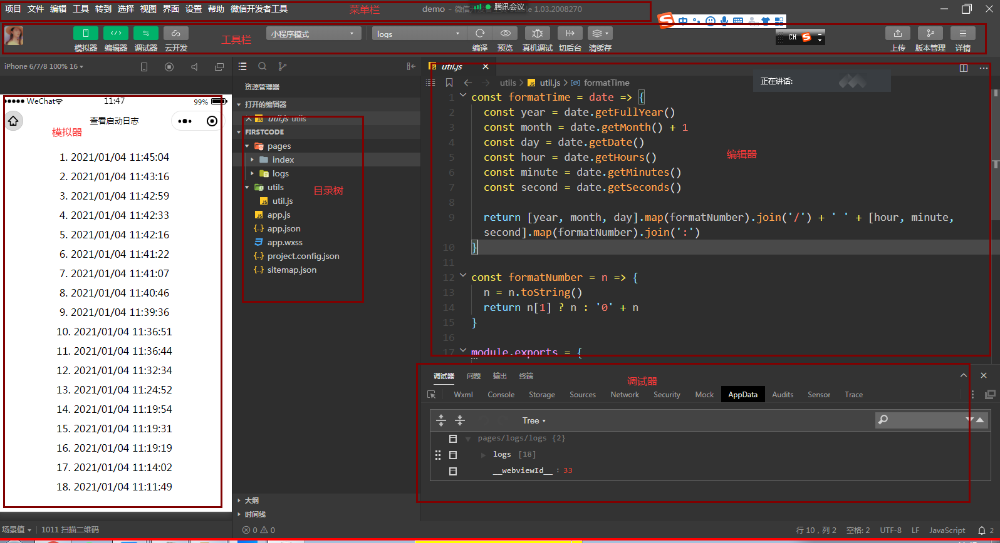 项目 文件 编辑 工具 转到 选择 视图 界面 设置 帮助 微信开发者工具
菜单栏
demo - 微信开发
腾讯会议
e 1.03.2008270
中
CH
模拟器 编辑器 调试器 云开发
工具栏
小程序模式
logs
编译 预览 真机调试 切后台 清缓存
上传 版本管理 详情
iPhone 6/7/8 100% 16
WeChat
11:47
99%
查看启动日志
模拟器
1. 2021/01/04 11:45:04
2. 2021/01/04 11:43:16
3. 2021/01/04 11:42:59
4. 2021/01/04 11:42:33
5. 2021/01/04 11:42:16
6. 2021/01/04 11:41:22
7. 2021/01/04 11:41:07
8. 2021/01/04 11:40:46
9. 2021/01/04 11:39:36
10. 2021/01/04 11:36:51
11. 2021/01/04 11:36:44
12. 2021/01/04 11:32:34
13. 2021/01/04 11:24:52
14. 2021/01/04 11:19:54
15. 2021/01/04 11:19:31
16. 2021/01/04 11:19:19
17. 2021/01/04 11:14:02
18. 2021/01/04 11:11:49
场景值
1011 扫描二维码
资源管理器
打开的编辑器
JS util.js utils
FIRSTCODE
pages
index
logs
utils
JS util.js
JS app.js
{..} app.json
app.wxss
{..} project.config.json
{..} sitemap.json
目录树
大纲
时间线
0 0
JS util.js
utils > JS util.js > formatTime
正在讲话:
编辑器
1 const formatTime = date => {
2 const year = date.getFullYear()
3 const month = date.getMonth() + 1
4 const day = date.getDate()
5 const hour = date.getHours()
6 const minute = date.getMinutes()
7 const second = date.getSeconds()
8
9 return [year, month, day].map(formatNumber).join('/') + ' ' + [hour, minute,
second].map(formatNumber).join(':')
10 }
11
12 const formatNumber = n => {
13 n = n.toString()
14 return n[1] ? n : '0' + n
15 }
16
17 module.exports = {
调试器 问题 输出 终端
调试器
Wxml Console Storage Sources Network Security Mock AppData Audits Sensor Trace
Tree
pages/logs/logs {2}
logs [18]
__webviewId__ : 33
行 10，列 2 空格: 2 UTF-8 LF JavaScript 2